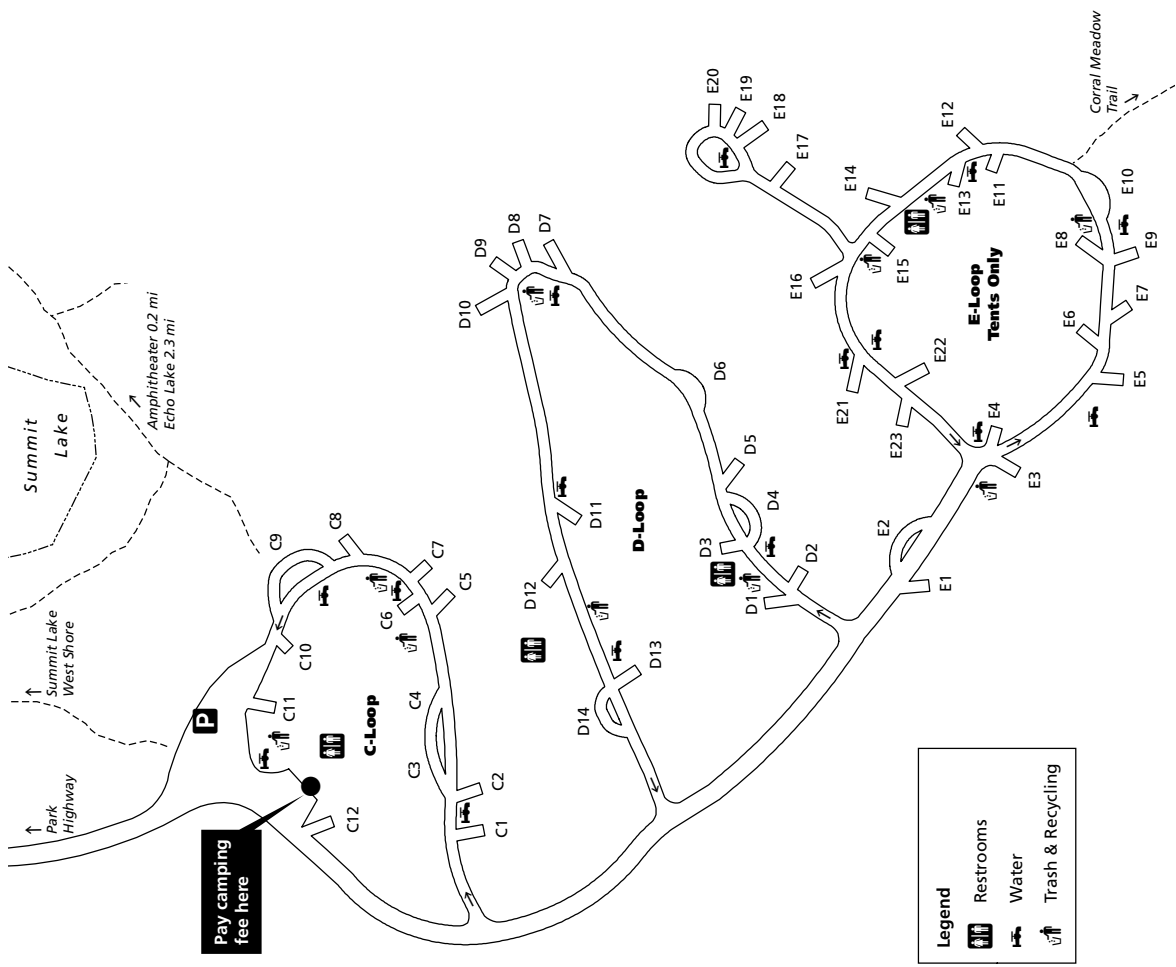 Summit
Lake
Park
Highway
Summit Lake
West Shore
Amphitheater 0.2 mi
Echo Lake 2.3 mi
Corral Meadow
Trail
P
Pay camping
fee here
C-Loop
C1
C2
C3
C4
C5
C6
C7
C8
C9
C10
C11
C12
D-Loop
D1
D2
D3
D4
D5
D6
D7
D8
D9
D10
D11
D12
D13
D14
E-Loop
Tents Only
E1
E2
E3
E4
E5
E6
E7
E8
E9
E10
E11
E12
E13
E14
E15
E16
E17
E18
E19
E20
E21
E22
E23
Legend
Restrooms
Water
Trash & Recycling